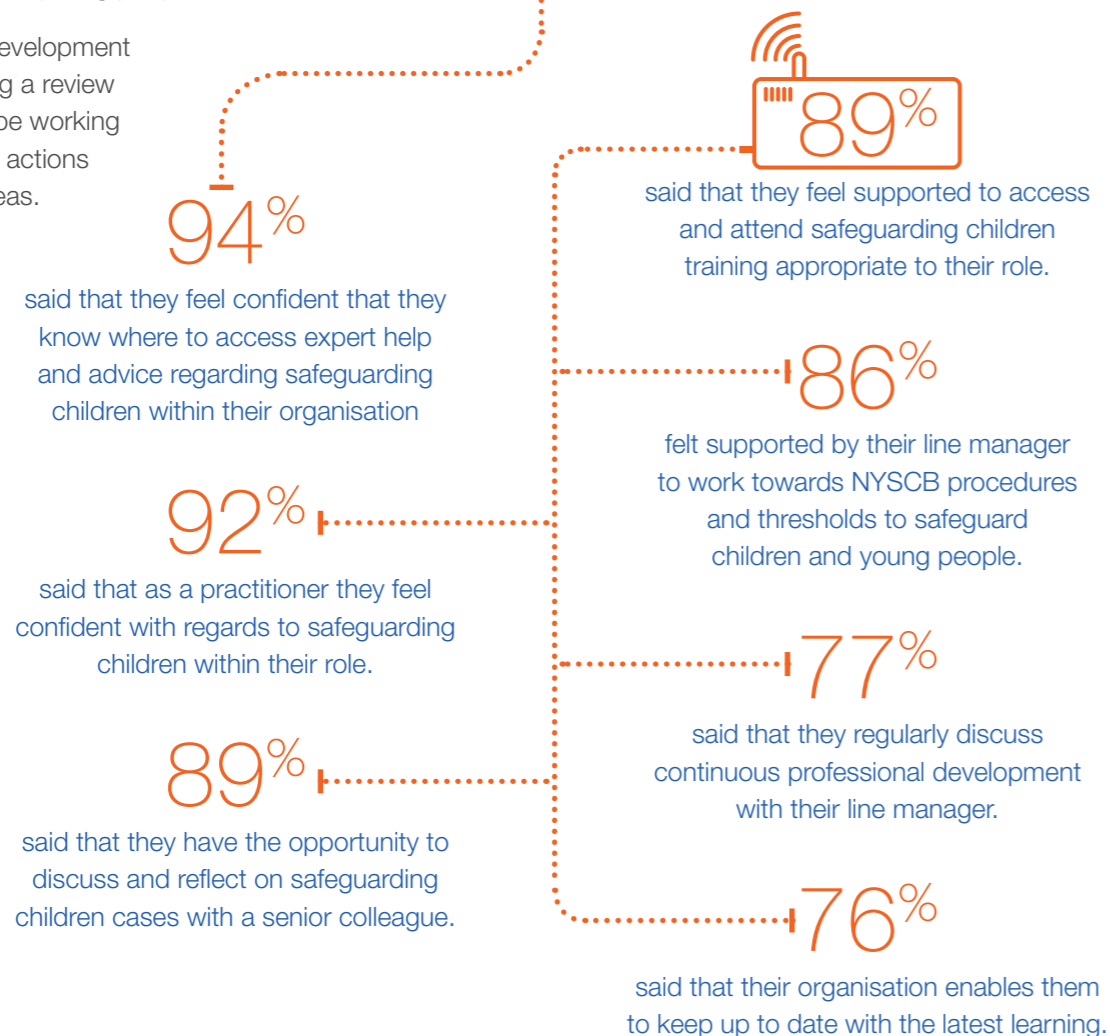 evelopment
g a review
be working
actions
eas.
94%
said that they feel confident that they
know where to access expert help
and advice regarding safeguarding
children within their organisation
92%
said that as a practitioner they feel
confident with regards to safeguarding
children within their role.
89%
said that they have the opportunity to
discuss and reflect on safeguarding
children cases with a senior colleague.
89%
said that they feel supported to access
and attend safeguarding children
training appropriate to their role.
86%
felt supported by their line manager
to work towards NYSCB procedures
and thresholds to safeguard
children and young people.
77%
said that they regularly discuss
continuous professional development
with their line manager.
76%
said that their organisation enables them
to keep up to date with the latest learning.